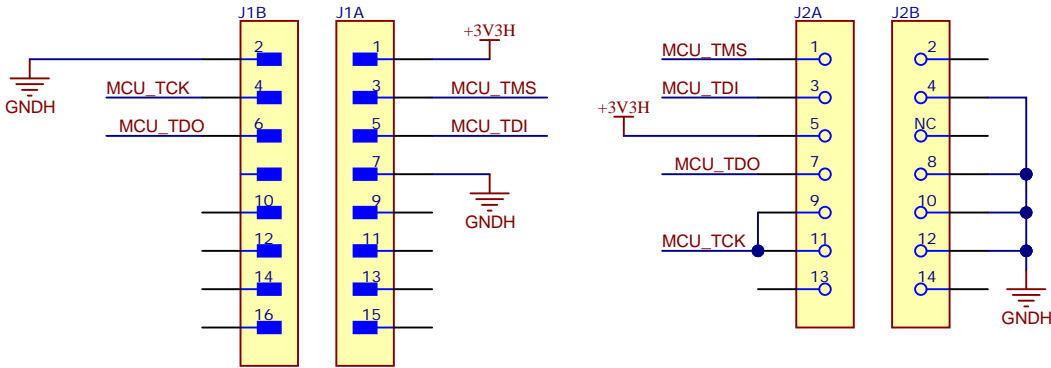 J1B
J1A
J2A
J2B
2
1
+3V3H
1
2
MCU_TMS
GNDH
MCU_TCK
4
3
MCU_TMS
MCU_TDI
3
4
MCU_TDO
6
5
MCU_TDI
+3V3H
5
NC
7
GNDH
MCU_TDO
7
8
10
9
9
10
12
11
MCU_TCK
11
12
14
13
13
14
GNDH
16
15